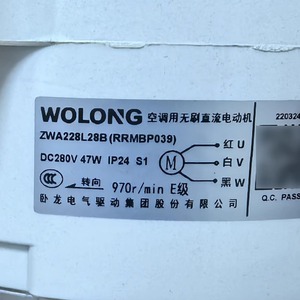 WOLONG 空调用无刷直流电动机
220324
ZWA228L28B(RRMBP039)
DC280V 47W IP24 S1
M
红 U
白 V
黑 W
CCC 转向 970r/min E级
卧龙电气驱动集团股份有限公司
Q.C. PASS